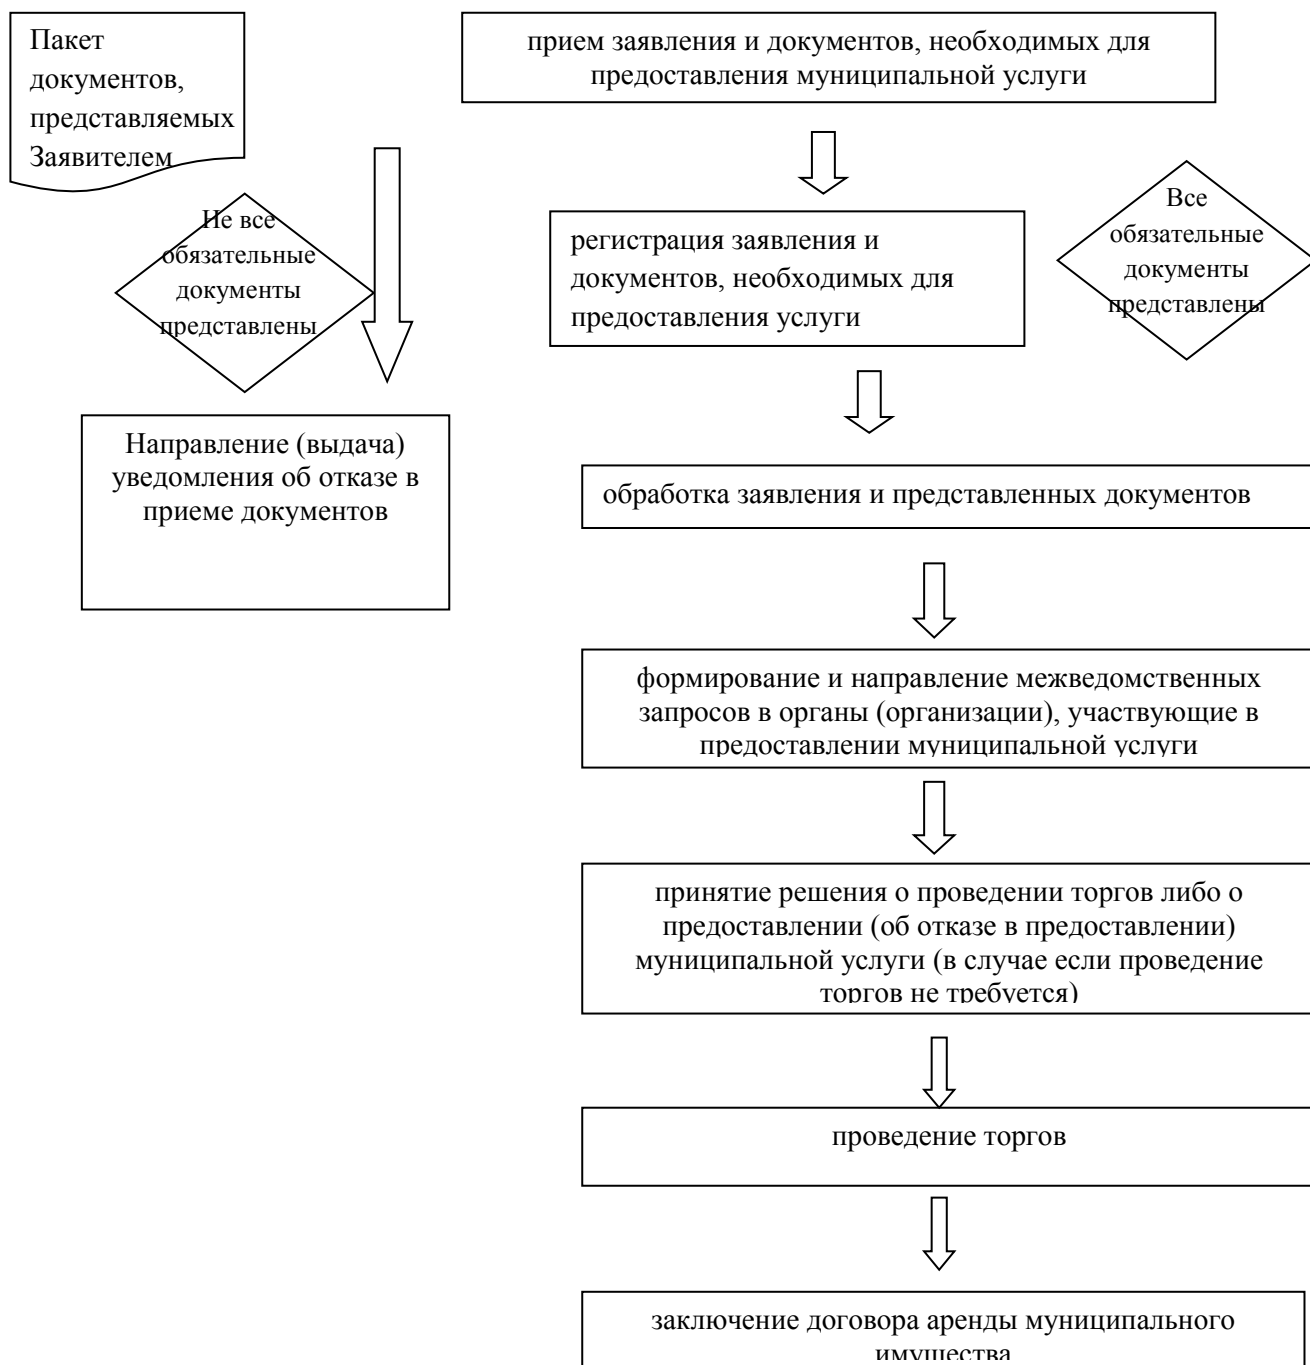 Пакет
документов,
представляемых
Заявителем
прием заявления и документов, необходимых для
предоставления муниципальной услуги
Не все
обязательные
документы
представлены
регистрация заявления и
документов, необходимых для
предоставления услуги
Все
обязательные
документы
представлены
Направление (выдача)
уведомления об отказе в
приеме документов
обработка заявления и представленных документов
формирование и направление межведомственных
запросов в органы (организации), участвующие в
предоставлении муниципальной услуги
принятие решения о проведении торгов либо о
предоставлении (об отказе в предоставлении)
муниципальной услуги (в случае если проведение
торгов не требуется)
проведение торгов
заключение договора аренды муниципального
имущества